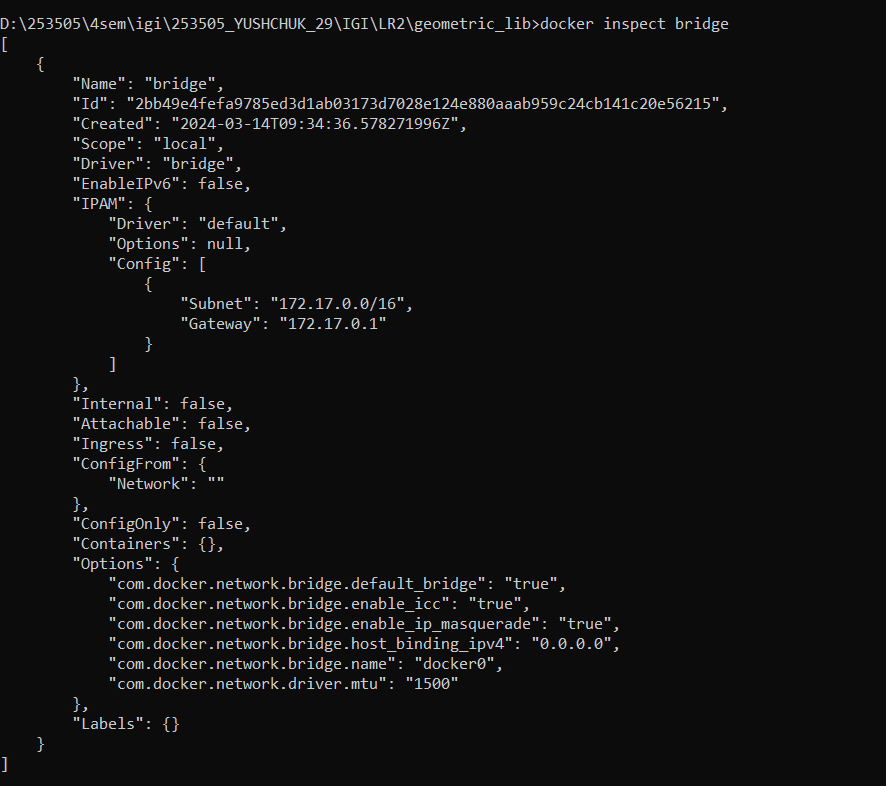 D:\253505\4sem\igi\253505_YUSHCHUK_29\IGI\LR2\geometric_lib>docker inspect bridge
[
    {
        "Name": "bridge",
        "Id": "2bb49e4fefa9785ed3d1ab03173d7028e124e880aaab959c24cb141c20e56215",
        "Created": "2024-03-14T09:34:36.578271996Z",
        "Scope": "local",
        "Driver": "bridge",
        "EnableIPv6": false,
        "IPAM": {
            "Driver": "default",
            "Options": null,
            "Config": [
                {
                    "Subnet": "172.17.0.0/16",
                    "Gateway": "172.17.0.1"
                }
            ]
        },
        "Internal": false,
        "Attachable": false,
        "Ingress": false,
        "ConfigFrom": {
            "Network": ""
        },
        "ConfigOnly": false,
        "Containers": {},
        "Options": {
            "com.docker.network.bridge.default_bridge": "true",
            "com.docker.network.bridge.enable_icc": "true",
            "com.docker.network.bridge.enable_ip_masquerade": "true",
            "com.docker.network.bridge.host_binding_ipv4": "0.0.0.0",
            "com.docker.network.bridge.name": "docker0",
            "com.docker.network.driver.mtu": "1500"
        },
        "Labels": {}
    }
]